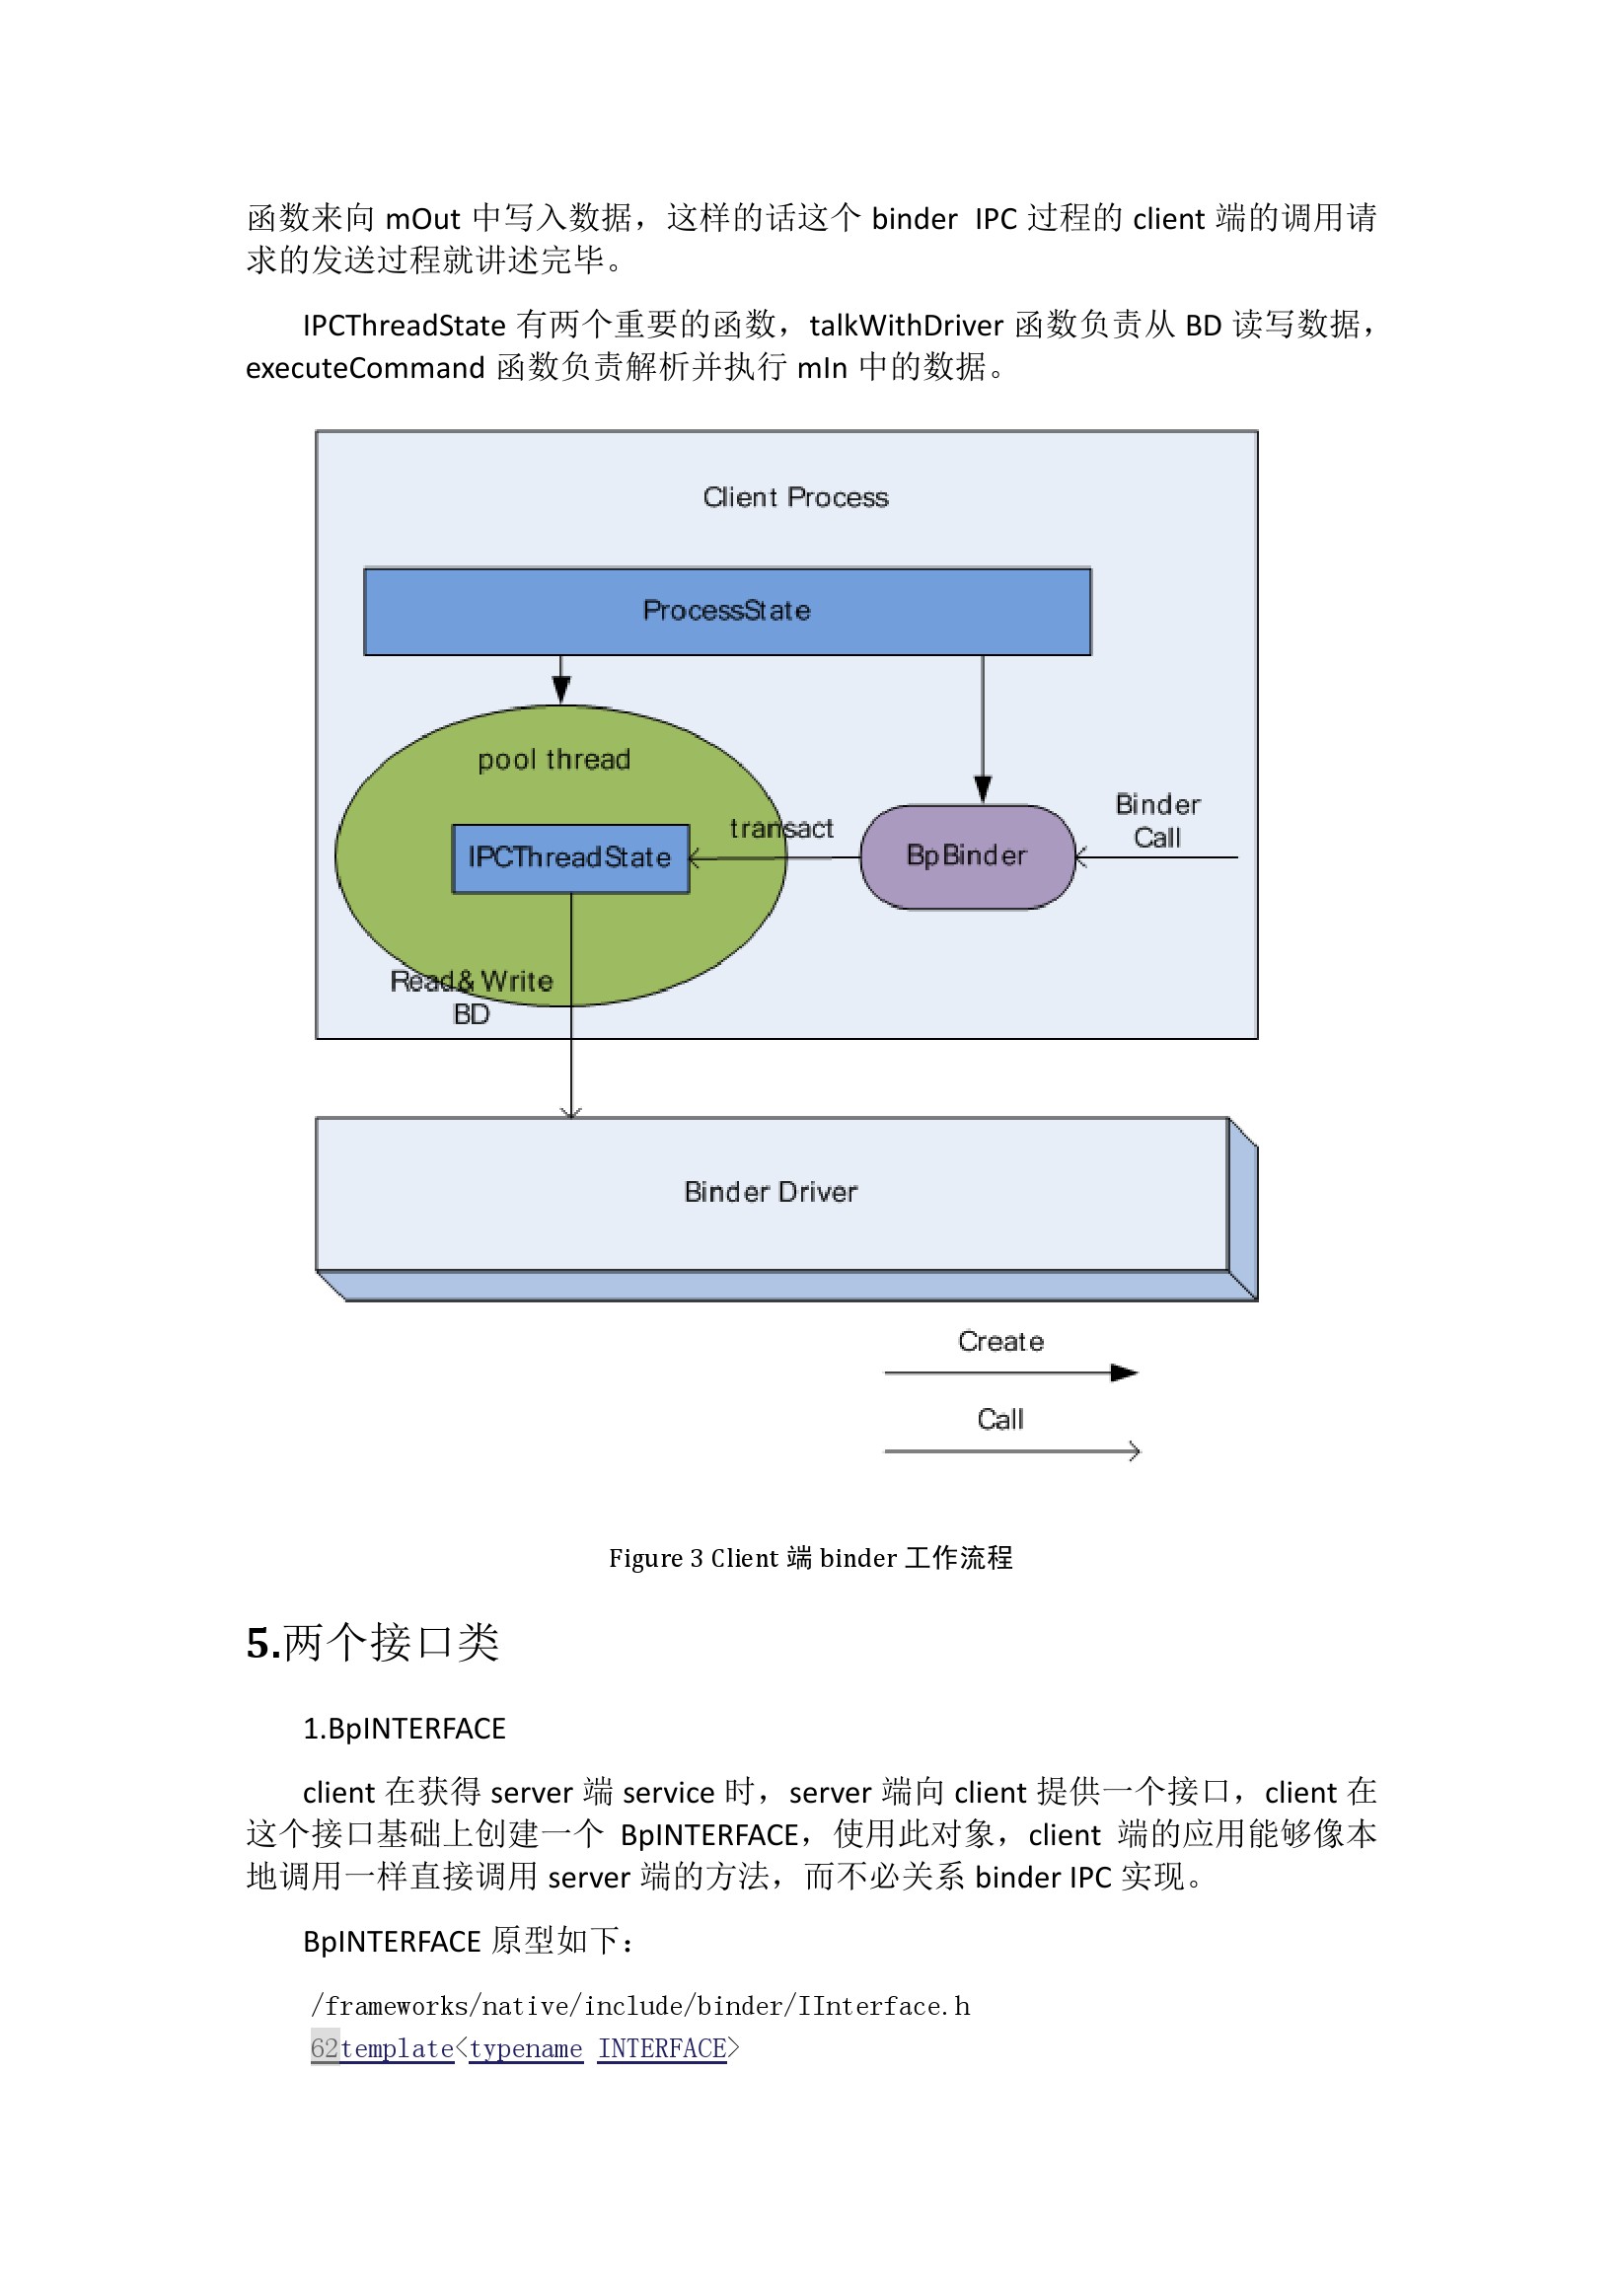 函数来向 mOut 中写入数据，这样的话这个 binder  IPC 过程的 client 端的调用请
求的发送过程就讲述完毕。
IPCThreadState 有两个重要的函数，talkWithDriver 函数负责从 BD 读写数据，
executeCommand 函数负责解析并执行 mIn 中的数据。
Client Process
ProcessState
pool thread
Binder
Call
transact
IPCThreadState
BpBinder
Read& Write
BD
Binder Driver
Create
Call
Figure 3 Client 端 binder 工作流程
5.两个接口类
1.BpINTERFACE
client 在获得 server 端 service 时，server 端向 client 提供一个接口，client 在
这个接口基础上创建一个 BpINTERFACE，使用此对象，client 端的应用能够像本
地调用一样直接调用 server 端的方法，而不必关系 binder IPC 实现。
BpINTERFACE 原型如下：
/frameworks/native/include/binder/IInterface.h
62template<typename INTERFACE>